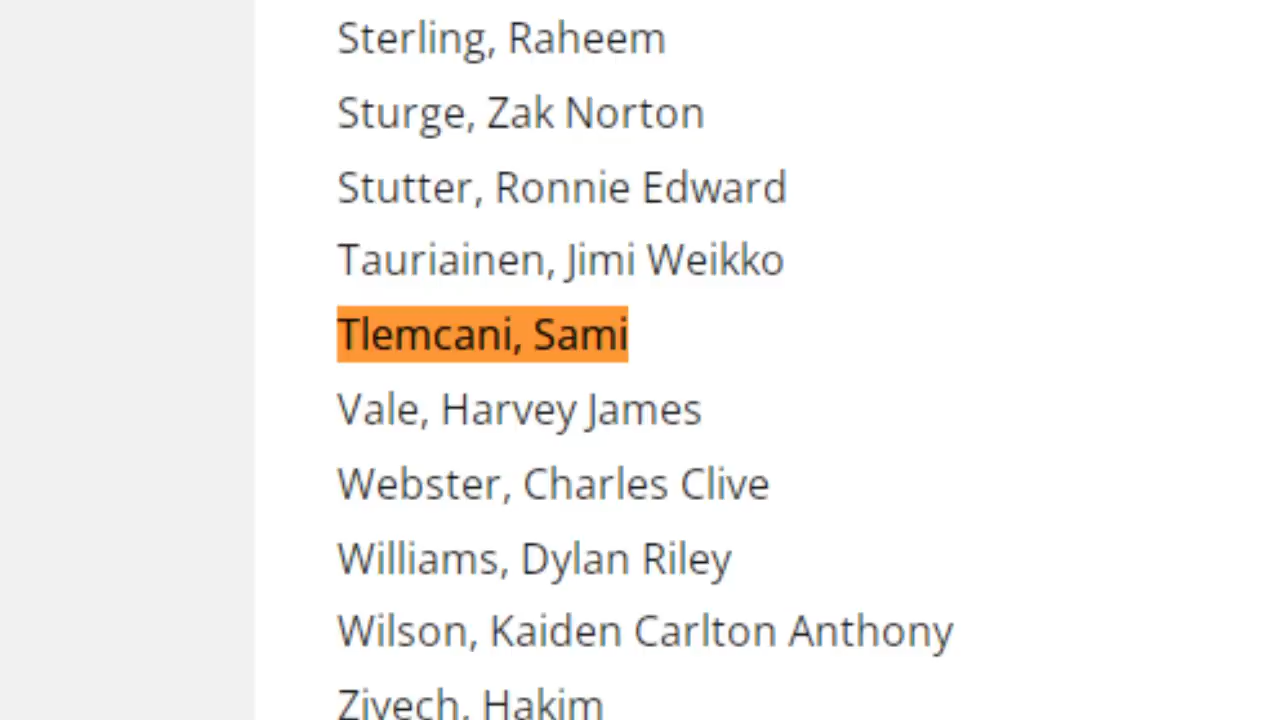 Sterling, Raheem
Sturge, Zak Norton
Stutter, Ronnie Edward
Tauriainen, Jimi Weikko
Tlemcani, Sami
Vale, Harvey James
Webster, Charles Clive
Williams, Dylan Riley
Wilson, Kaiden Carlton Anthony
Ziyech, Hakim